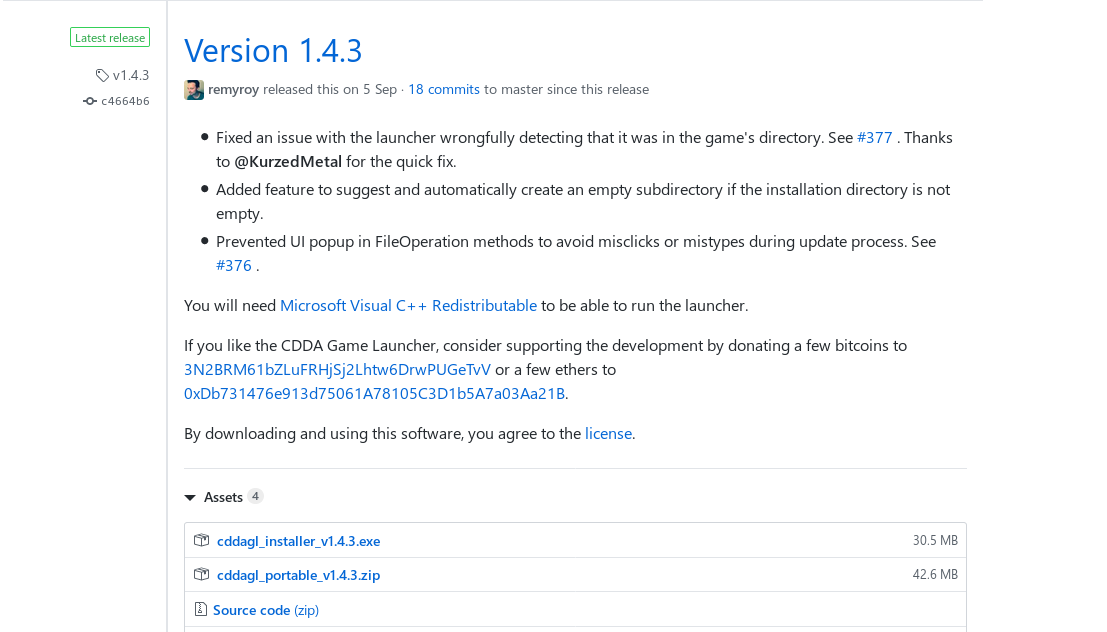 Latest release
v1.4.3
c4664b6
Version 1.4.3
remyroy released this on 5 Sep · 18 commits to master since this release
• Fixed an issue with the launcher wrongfully detecting that it was in the game's directory. See #377 . Thanks
to @KurzedMetal for the quick fix.
• Added feature to suggest and automatically create an empty subdirectory if the installation directory is not
empty.
• Prevented UI popup in FileOperation methods to avoid misclicks or mistypes during update process. See
#376 .
You will need Microsoft Visual C++ Redistributable to be able to run the launcher.
If you like the CDDA Game Launcher, consider supporting the development by donating a few bitcoins to
3N2BRM61bZLuFRHjSj2Lhtw6DrwPUGeTvV or a few ethers to
0xDb731476e913d75061A78105C3D1b5A7a03Aa21B.
By downloading and using this software, you agree to the license.
Assets 4
cddagl_installer_v1.4.3.exe 30.5 MB
cddagl_portable_v1.4.3.zip 42.6 MB
Source code (zip)